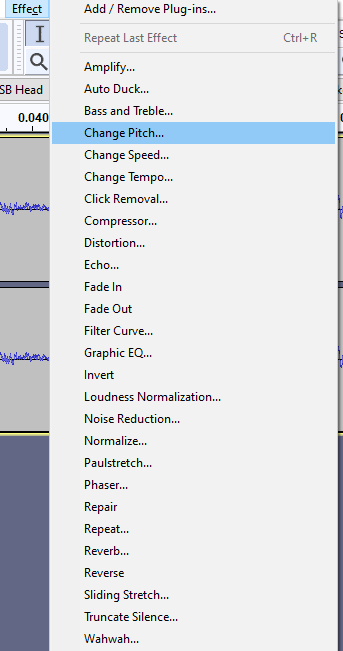 Effect
Add / Remove Plug-ins...
Repeat Last Effect Ctrl+R
Amplify...
Auto Duck...
SB Head
Bass and Treble...
0.040
Change Pitch...
Change Speed...
Change Tempo...
Click Removal...
Compressor...
Distortion...
Echo...
Fade In
Fade Out
Filter Curve...
Graphic EQ...
Invert
Loudness Normalization...
Noise Reduction...
Normalize...
Paulstretch...
Phaser...
Repair
Repeat...
Reverb...
Reverse
Sliding Stretch...
Truncate Silence...
Wahwah...